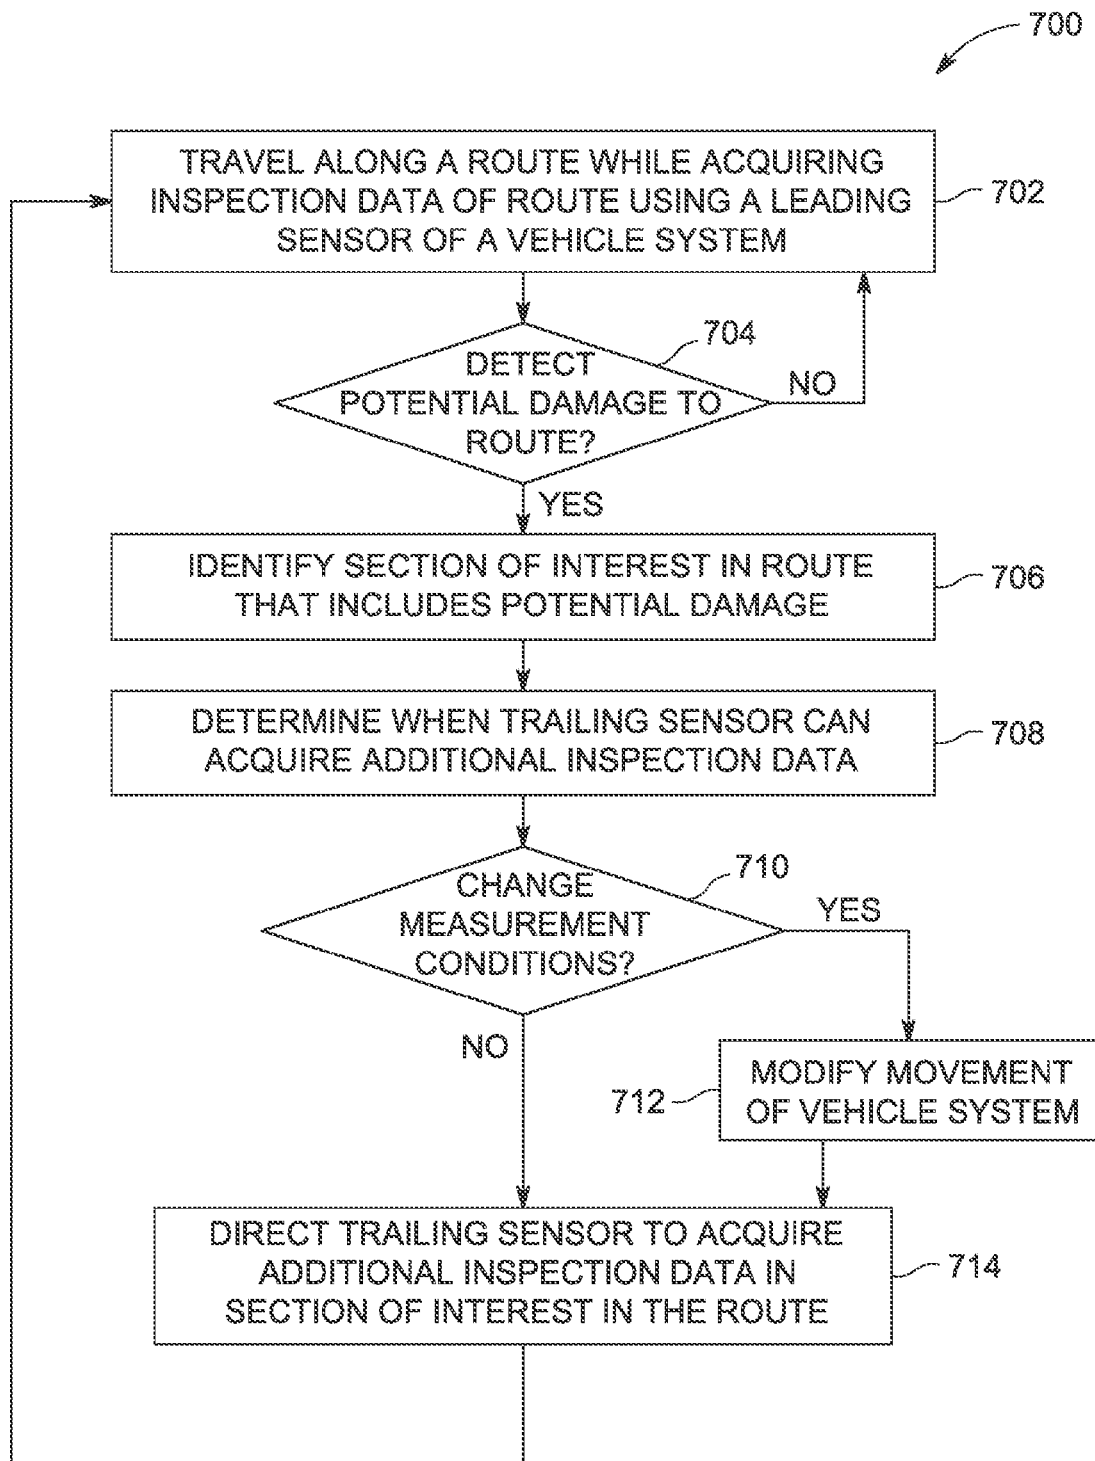 700
TRAVEL ALONG A ROUTE WHILE ACQUIRING
INSPECTION DATA OF ROUTE USING A LEADING
SENSOR OF A VEHICLE SYSTEM
702
704
DETECT
POTENTIAL DAMAGE TO
ROUTE?
NO
YES
IDENTIFY SECTION OF INTEREST IN ROUTE
THAT INCLUDES POTENTIAL DAMAGE
706
DETERMINE WHEN TRAILING SENSOR CAN
ACQUIRE ADDITIONAL INSPECTION DATA
708
710
CHANGE
MEASUREMENT
CONDITIONS?
YES
NO
MODIFY MOVEMENT
OF VEHICLE SYSTEM
712
DIRECT TRAILING SENSOR TO ACQUIRE
ADDITIONAL INSPECTION DATA IN
SECTION OF INTEREST IN THE ROUTE
714